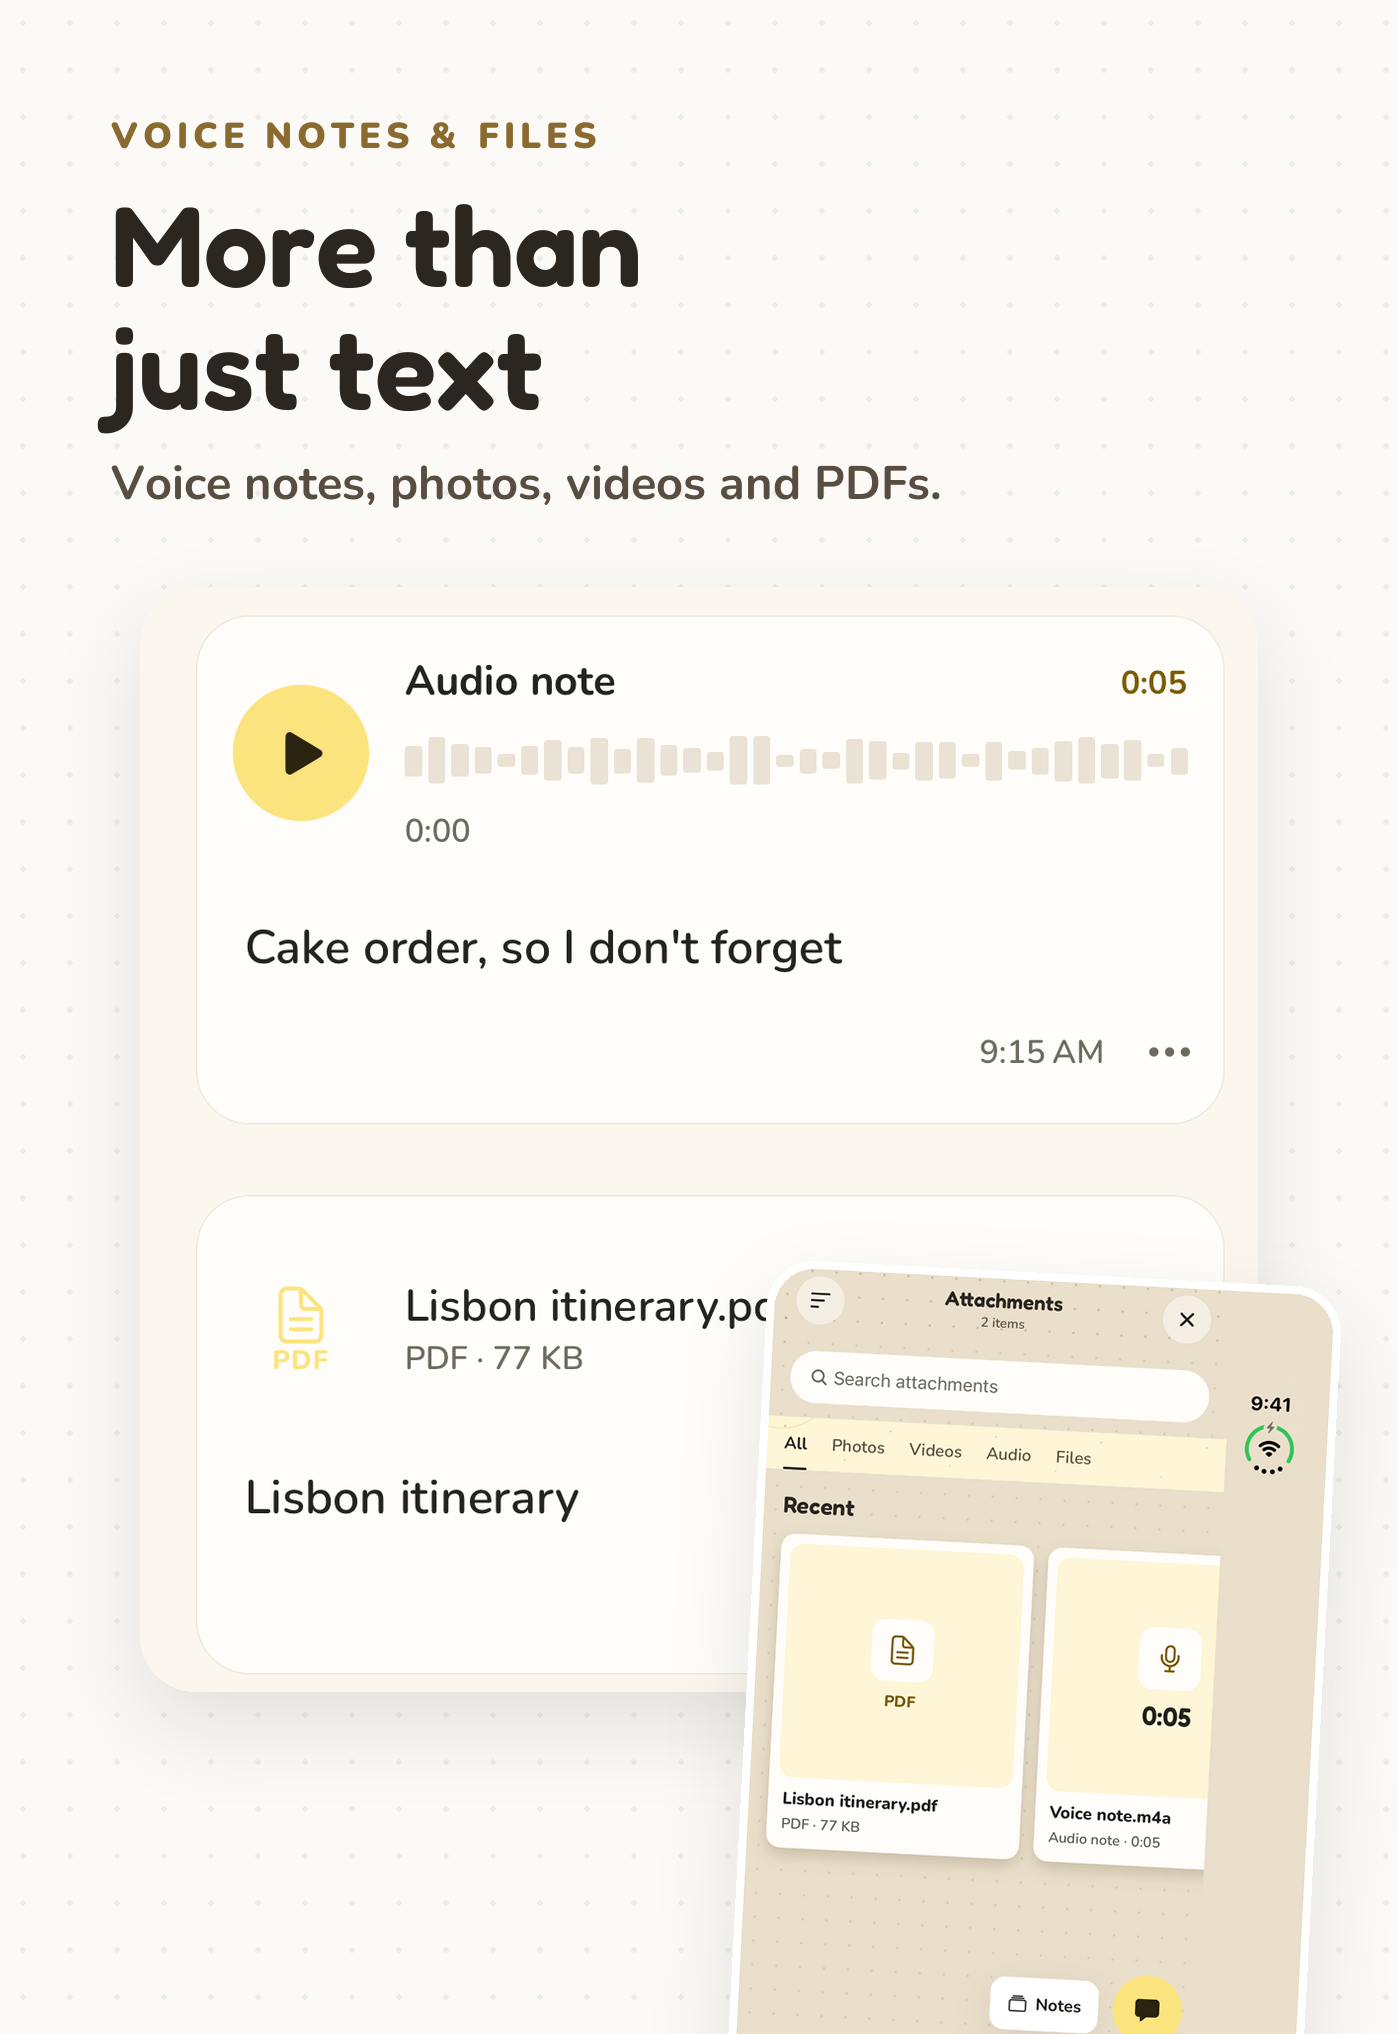 VOICE NOTES & FILES
More than
just text
Voice notes, photos, videos and PDFs.
Audio note
0:05
0:00
Cake order, so I don't forget
9:15 AM
Lisbon itinerary.pd
PDF
PDF · 77 KB
Lisbon itinerary
Attachments
2 items
Search attachments
9:41
All Photos Videos Audio Files
Recent
PDF
0:05
Lisbon itinerary.pdf
PDF · 77 KB
Voice note.m4a
Audio note · 0:05
Notes